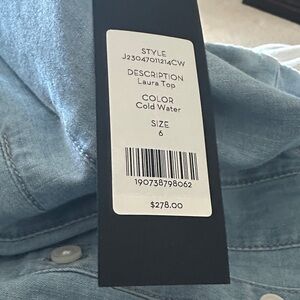 STYLE
J23047011214CW
DESCRIPTION
Laura Top
COLOR
Cold Water
SIZE
6
190738798062
$278.00